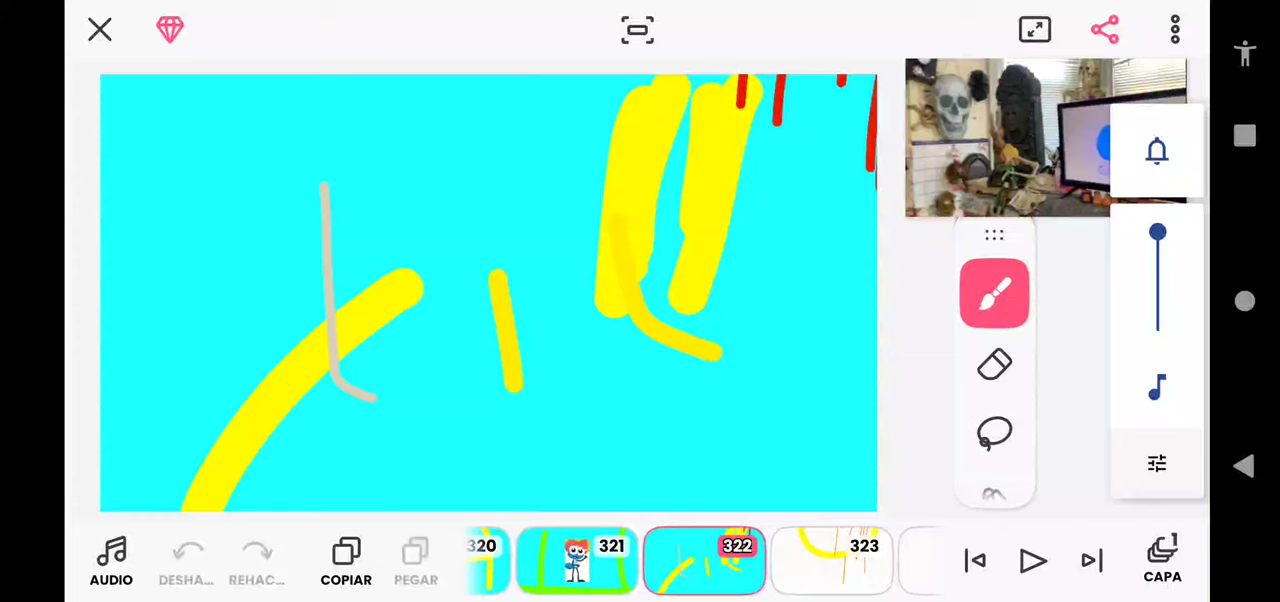 320
321
322
323
AUDIO
DESHA...
REHAC...
COPIAR
PEGAR
1
CAPA